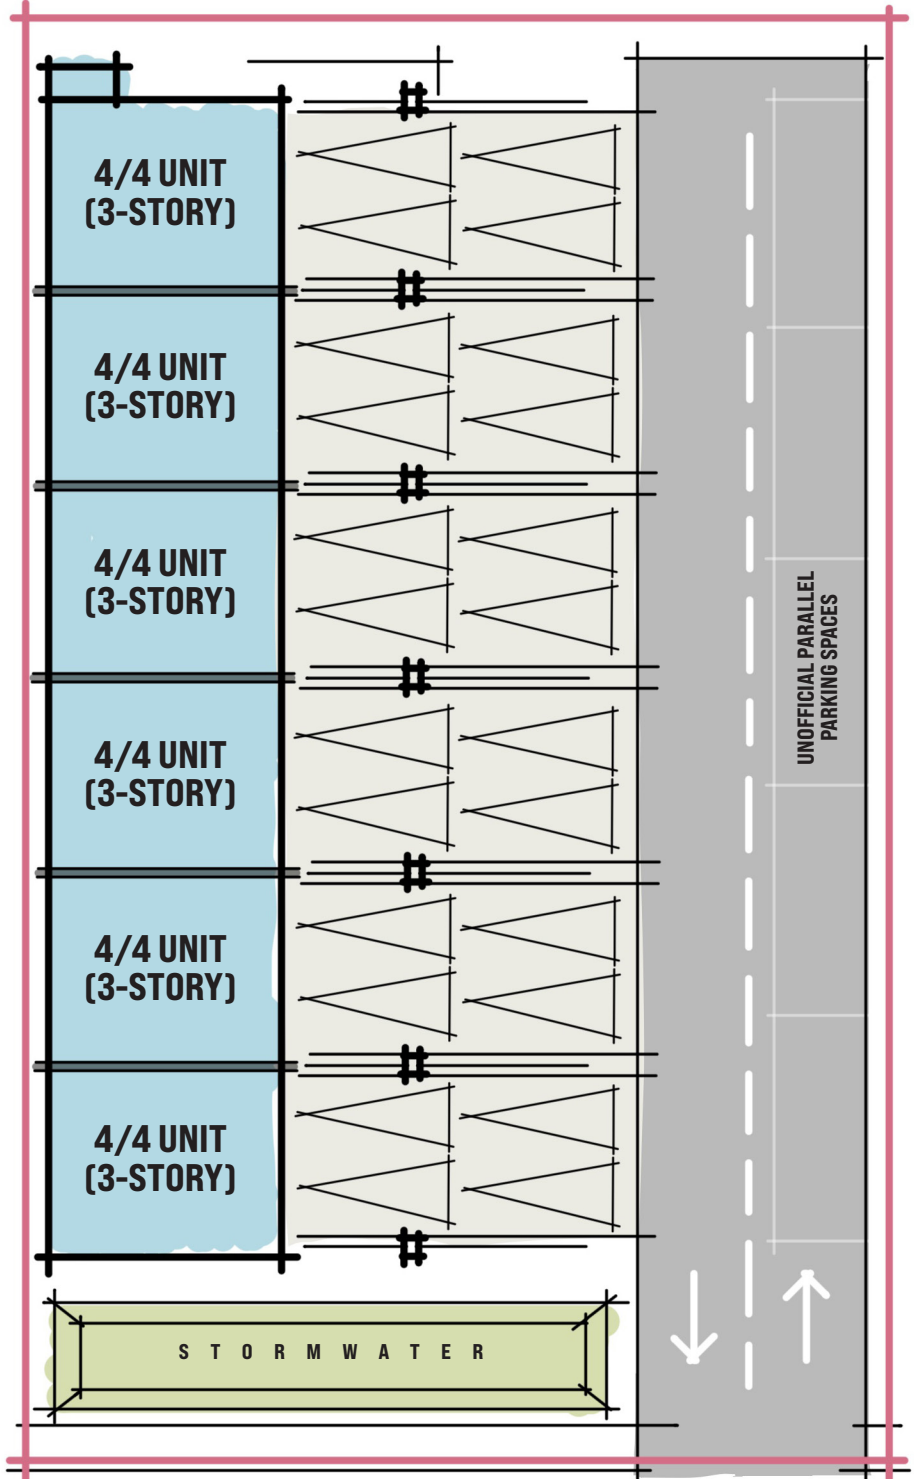 4/4 UNIT
(3-STORY)
4/4 UNIT
(3-STORY)
4/4 UNIT
(3-STORY)
4/4 UNIT
(3-STORY)
4/4 UNIT
(3-STORY)
4/4 UNIT
(3-STORY)
UNOFFICIAL PARALLEL
PARKING SPACES
STORMWATER